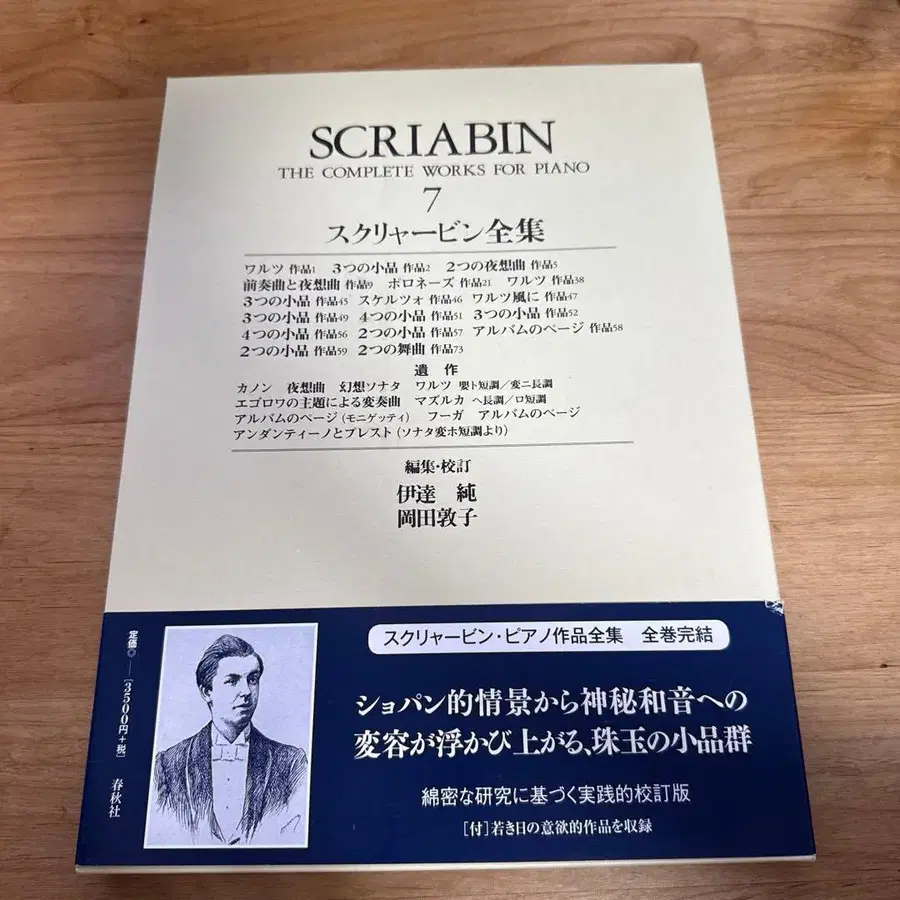 SCRIABIN
THE COMPLETE WORKS FOR PIANO
7
スクリャービン全集
ワルツ 作品1 3つの小品 作品2 2つの夜想曲 作品5
前奏曲と夜想曲 作品9 ポロネーズ 作品21 ワルツ 作品38
3つの小品 作品45 スケルツォ 作品46 ワルツ風に 作品47
3つの小品 作品49 4つの小品 作品51 3つの小品 作品52
4つの小品 作品56 2つの小品 作品57 アルバムのページ 作品58
2つの小品 作品59 2つの舞曲 作品73
遺作
カノン 夜想曲 幻想ソナタ ワルツ 嬰ト短調／変ニ長調
エゴロワの主題による変奏曲 マズルカ ヘ長調／ロ短調
アルバムのページ(モニゲッティ) フーガ アルバムのページ
アンダンティーノとプレスト(ソナタ変ホ短調より)
編集・校訂
伊達 純
岡田敦子
定価◎──[3500円+税] 春秋社
スクリャービン・ピアノ作品全集 全巻完結
ショパン的情景から神秘和音への
変容が浮かび上がる、珠玉の小品群
綿密な研究に基づく実践的校訂版
[付]若き日の意欲的作品を収録